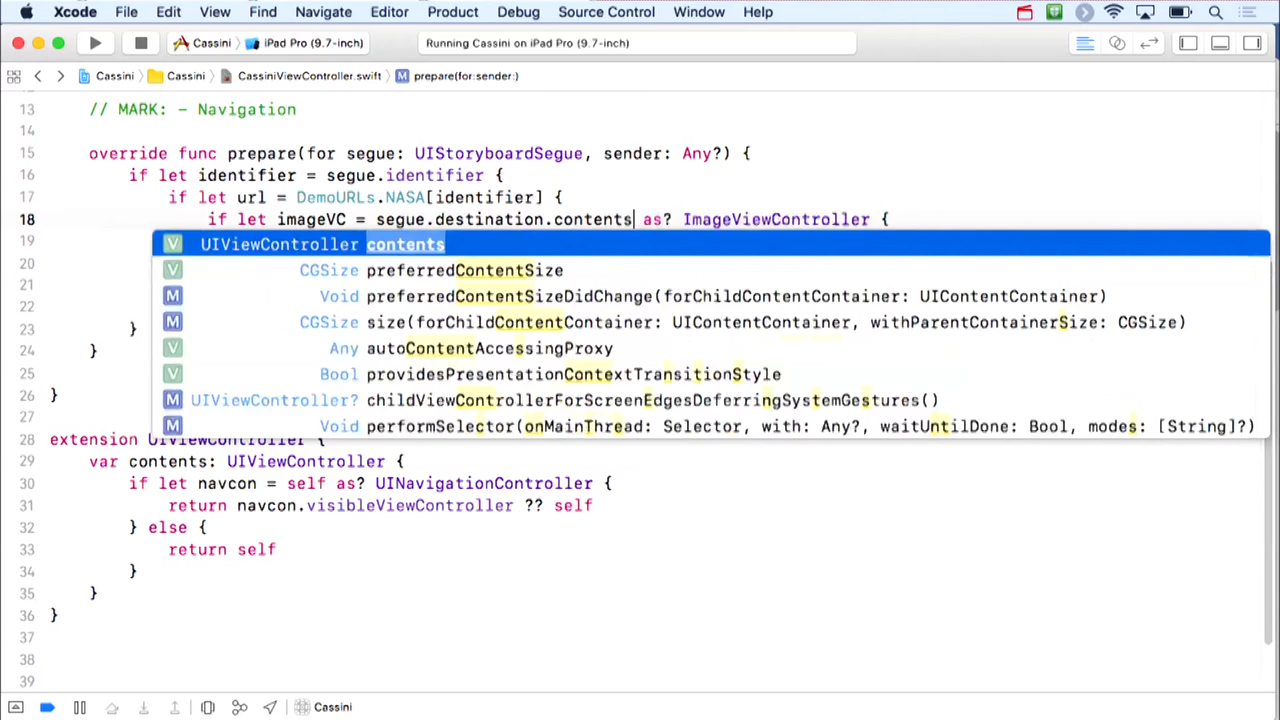 Xcode File Edit View Find Navigate Editor Product Debug Source Control Window Help
Cassini iPad Pro (9.7-inch) Running Cassini on iPad Pro (9.7-inch)
Cassini Cassini CassiniViewController.swift M prepare(for:sender:)
13 // MARK: - Navigation
14
15 override func prepare(for segue: UIStoryboardSegue, sender: Any?) {
16 if let identifier = segue.identifier {
17 if let url = DemoURLs.NASA[identifier] {
18 if let imageVC = segue.destination.contents as? ImageViewController {
19 V UIViewController contents
20 V CGSize preferredContentSize
21 M Void preferredContentSizeDidChange(forChildContentContainer: UIContentContainer)
22 M CGSize size(forChildContentContainer: UIContentContainer, withParentContainerSize: CGSize)
23 }
24 }
V Any autoContentAccessingProxy
25 V Bool providesPresentationContextTransitionStyle
26 } M UIViewController? childViewControllerForScreenEdgesDeferringSystemGestures()
27 M Void performSelector(onMainThread: Selector, with: Any?, waitUntilDone: Bool, modes: [String]?)
28 extension UIViewController {
29 var contents: UIViewController {
30 if let navcon = self as? UINavigationController {
31 return navcon.visibleViewController ?? self
32 } else {
33 return self
34 }
35 }
36 }
37
38
39
Cassini